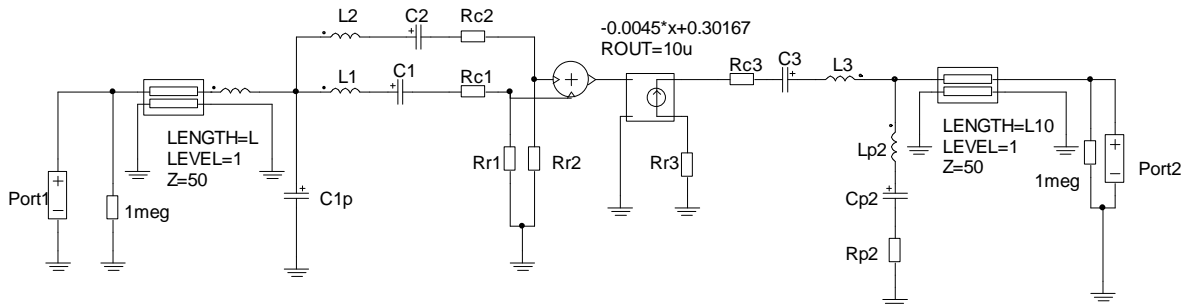 L2
C2
Rc2
-0.0045*x+0.30167
ROUT=10u
L1
C1
Rc1
Rc3
C3
L3
LENGTH=L
LEVEL=1
Z=50
LENGTH=L10
LEVEL=1
Z=50
Lp2
Rr1
Rr2
Rr3
Port1
1meg
C1p
Cp2
1meg
Port2
Rp2